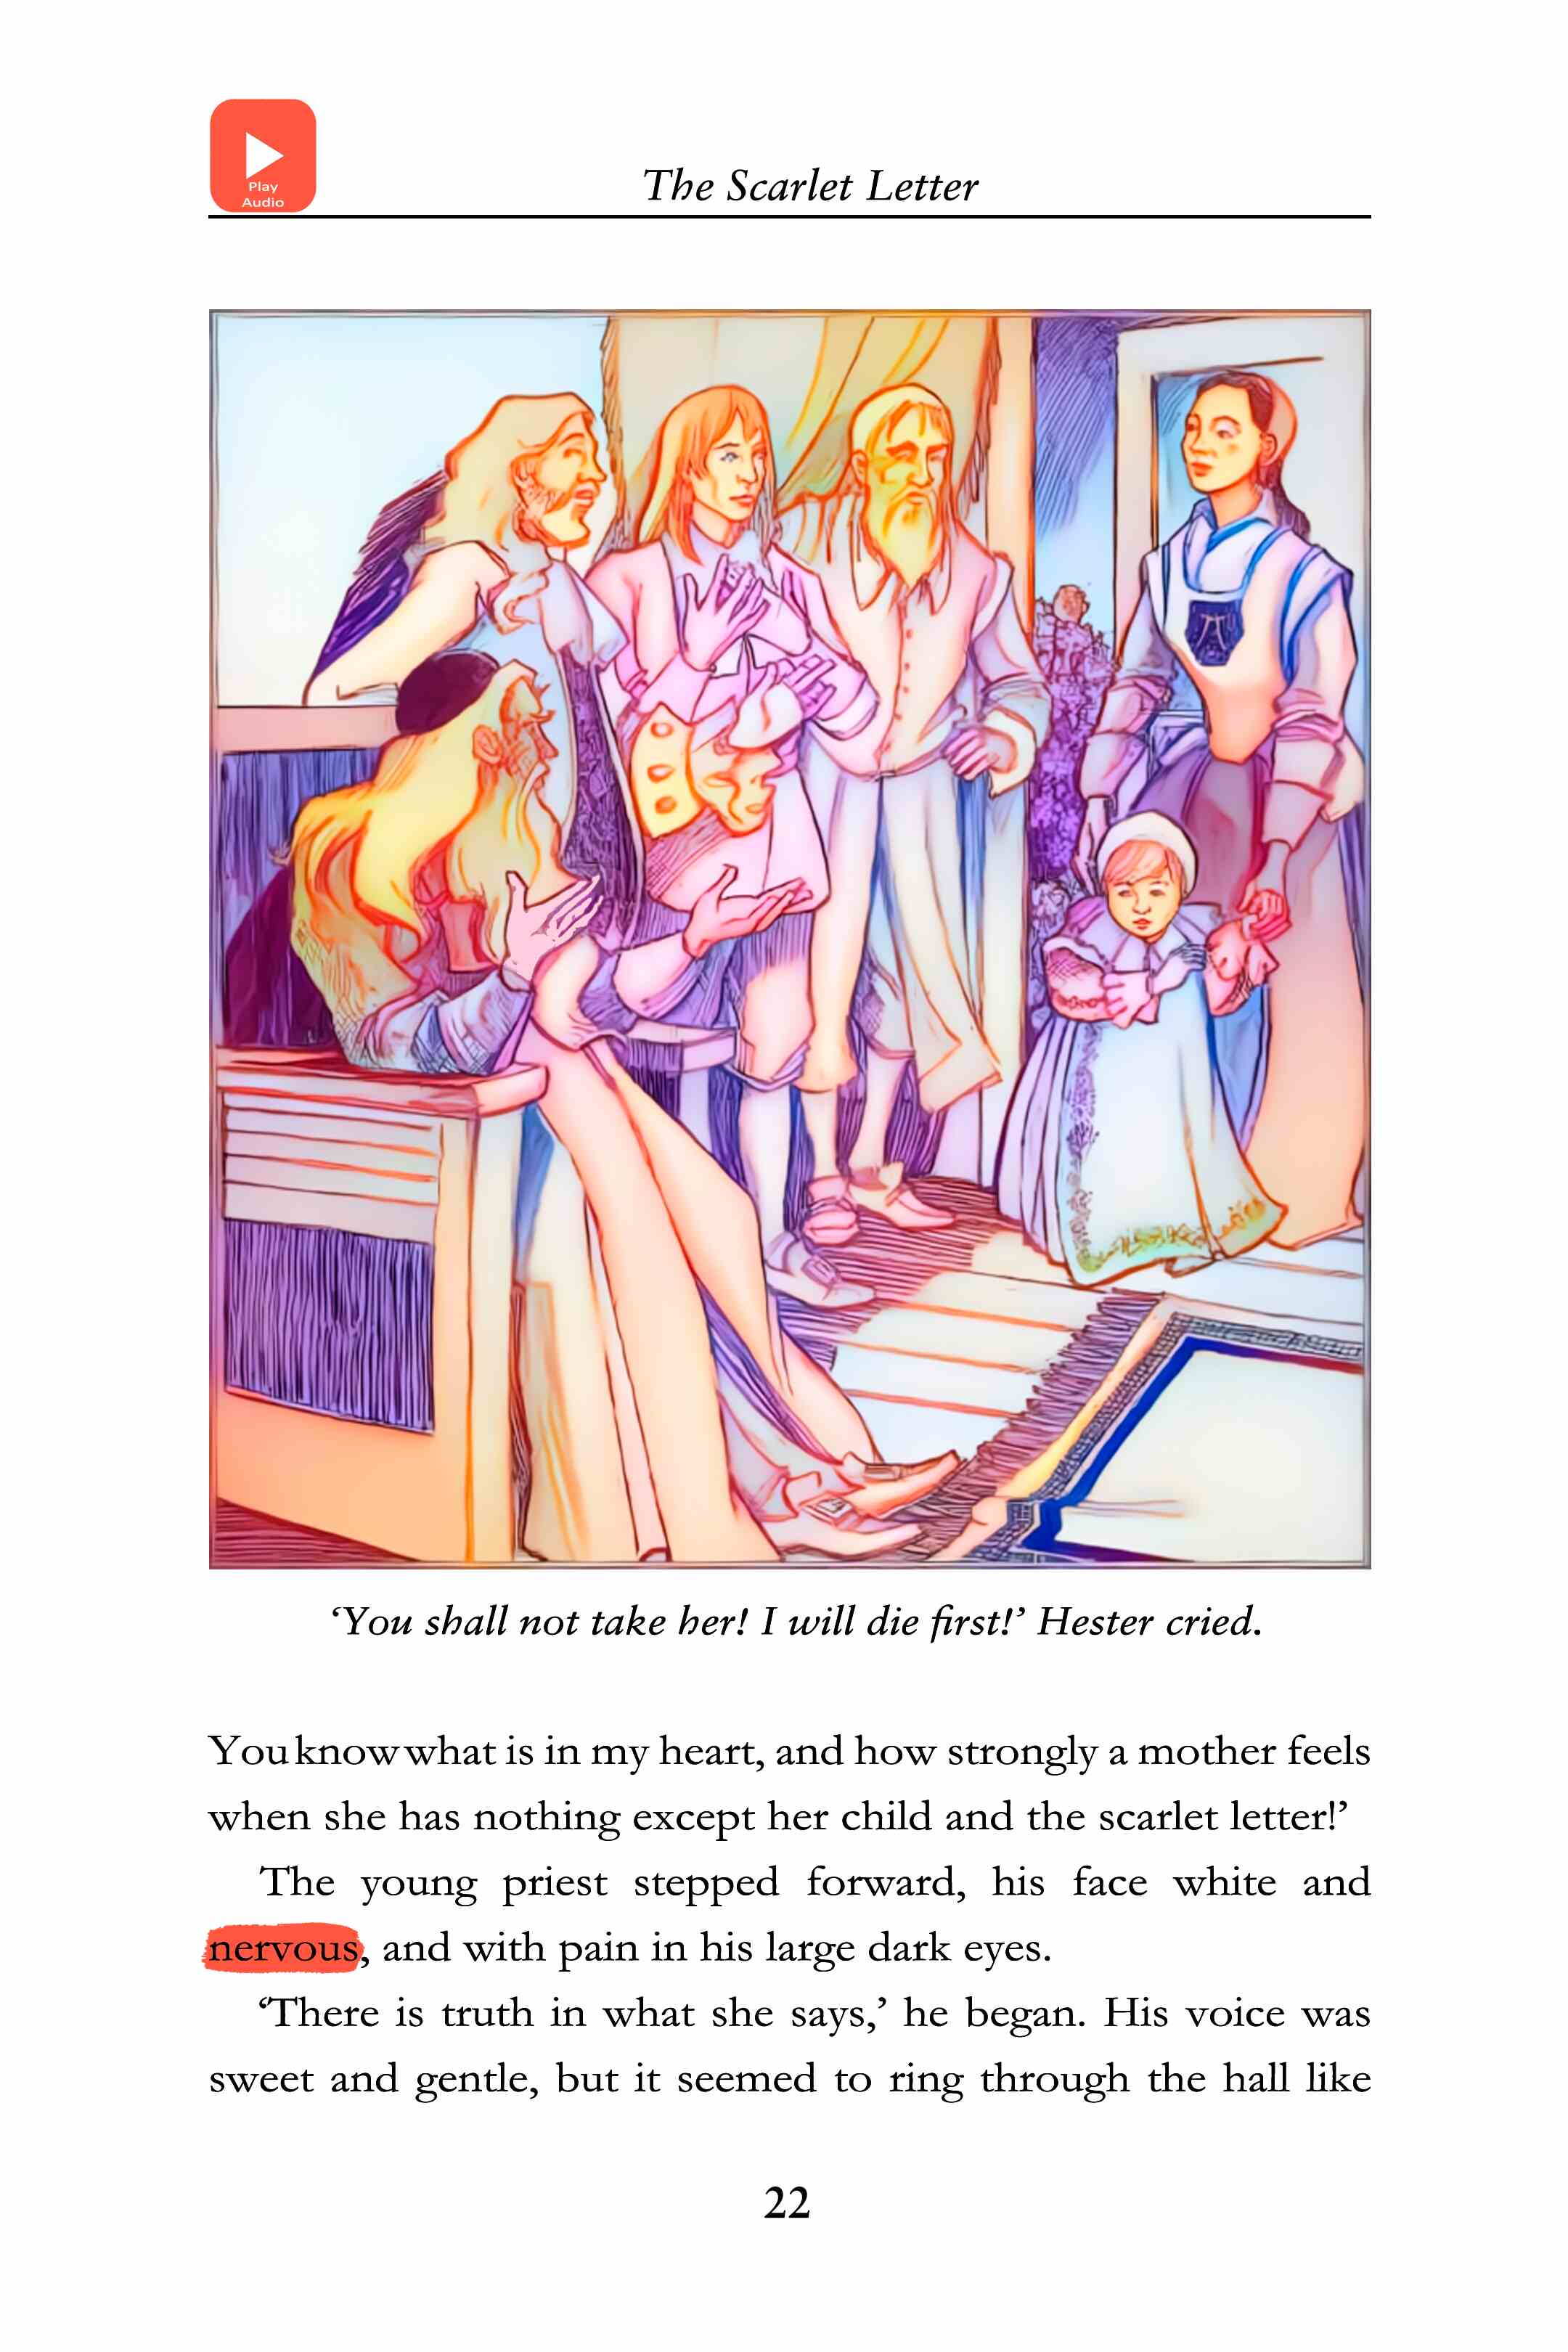 Play
Audio
The Scarlet Letter
‘You shall not take her! I will die first!’ Hester cried.
You know what is in my heart, and how strongly a mother feels
when she has nothing except her child and the scarlet letter!’
The young priest stepped forward, his face white and
nervous, and with pain in his large dark eyes.
‘There is truth in what she says,’ he began. His voice was
sweet and gentle, but it seemed to ring through the hall like
22